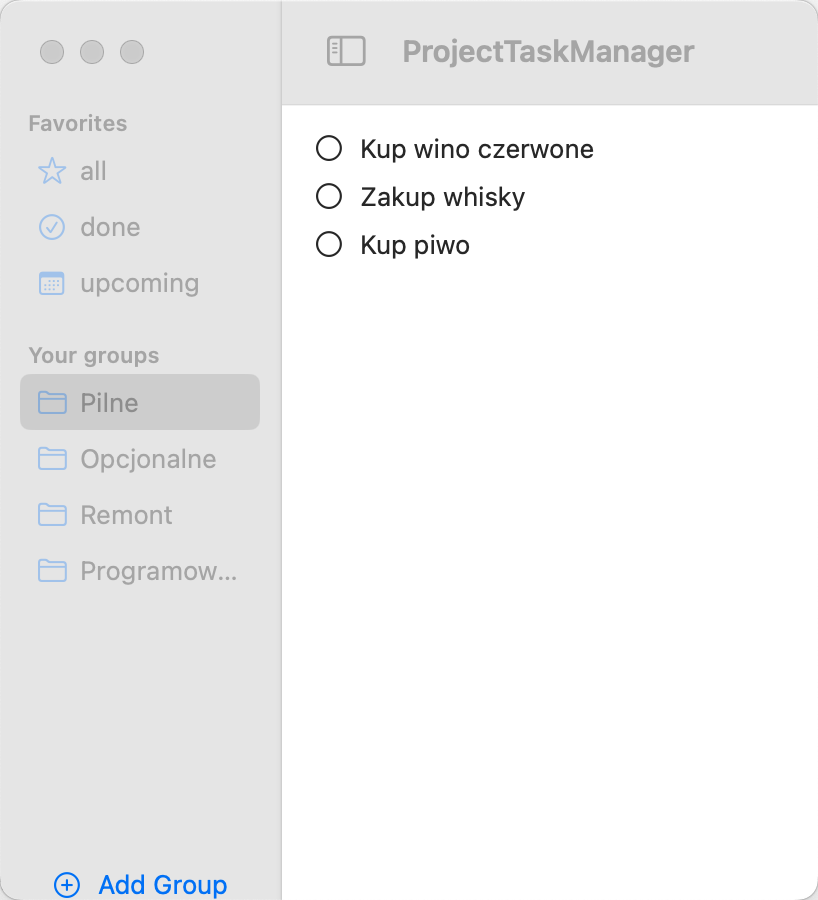 ProjectTaskManager
Favorites
all
done
upcoming
Your groups
Pilne
Opcjonalne
Remont
Programow...
Add Group
Kup wino czerwone
Zakup whisky
Kup piwo